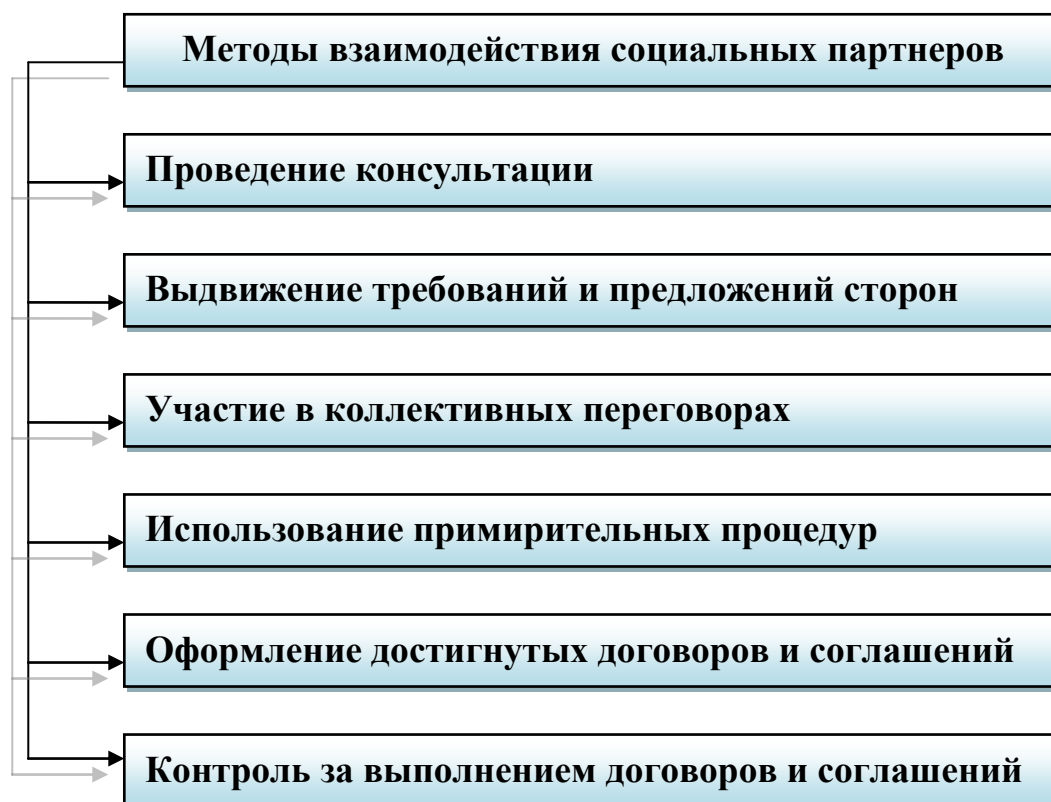 Методы взаимодействия социальных партнеров
Проведение консультации
Выдвижение требований и предложений сторон
Участие в коллективных переговорах
Использование примирительных процедур
Оформление достигнутых договоров и соглашений
Контроль за выполнением договоров и соглашений